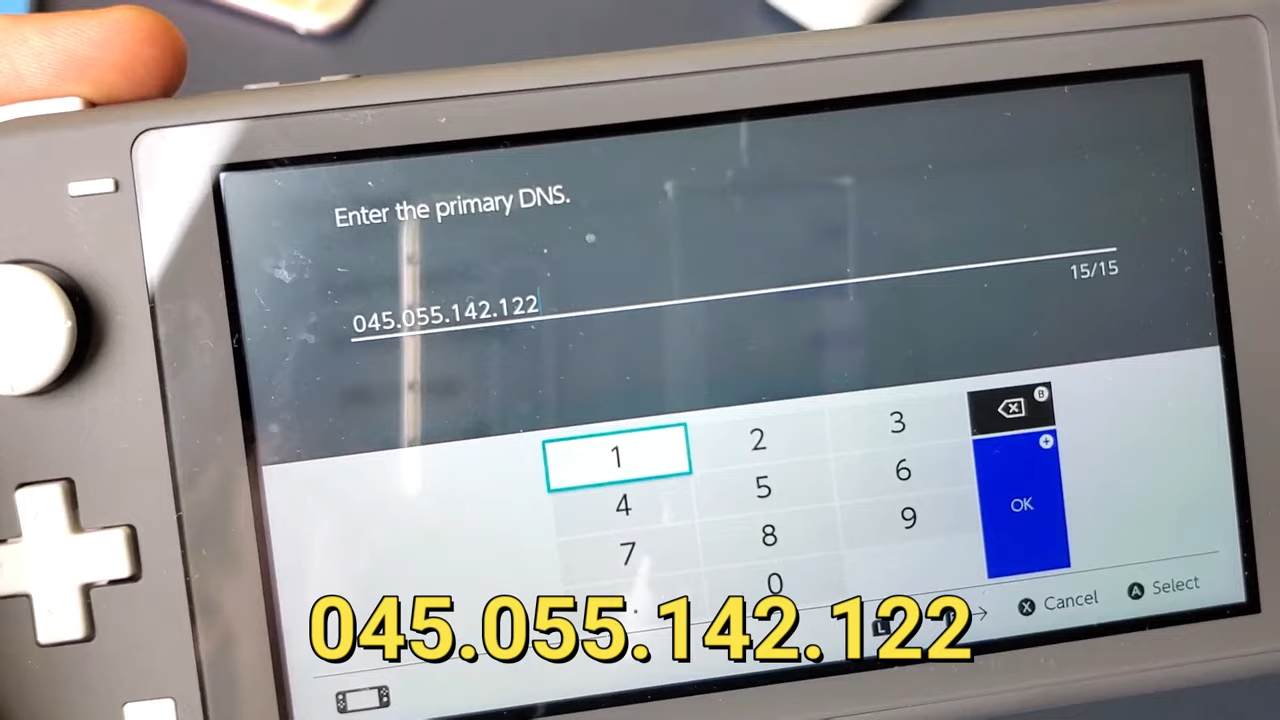 Enter the primary DNS.
045.055.142.122
15/15
1 2 3
B
4 5 6
+
OK
7 8 9
0
.
X Cancel A Select
045.055.142.122